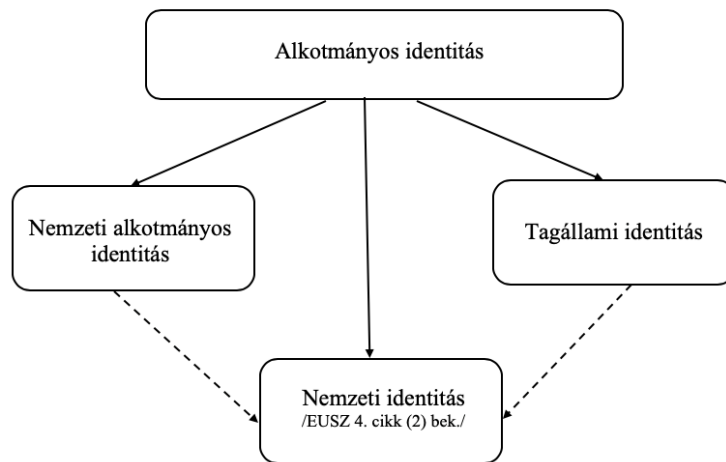 Alkotmányos identitás
Nemzeti alkotmányos
identitás
Tagállami identitás
Nemzeti identitás
/EUSZ 4. cikk (2) bek./